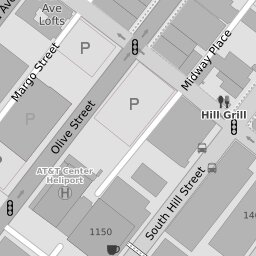 Ave
Lofts
Margo Street
P
Midway Place
P
Hill Grill
P
Olive Street
AT&T Center
Heliport
H
South Hill Street
1150